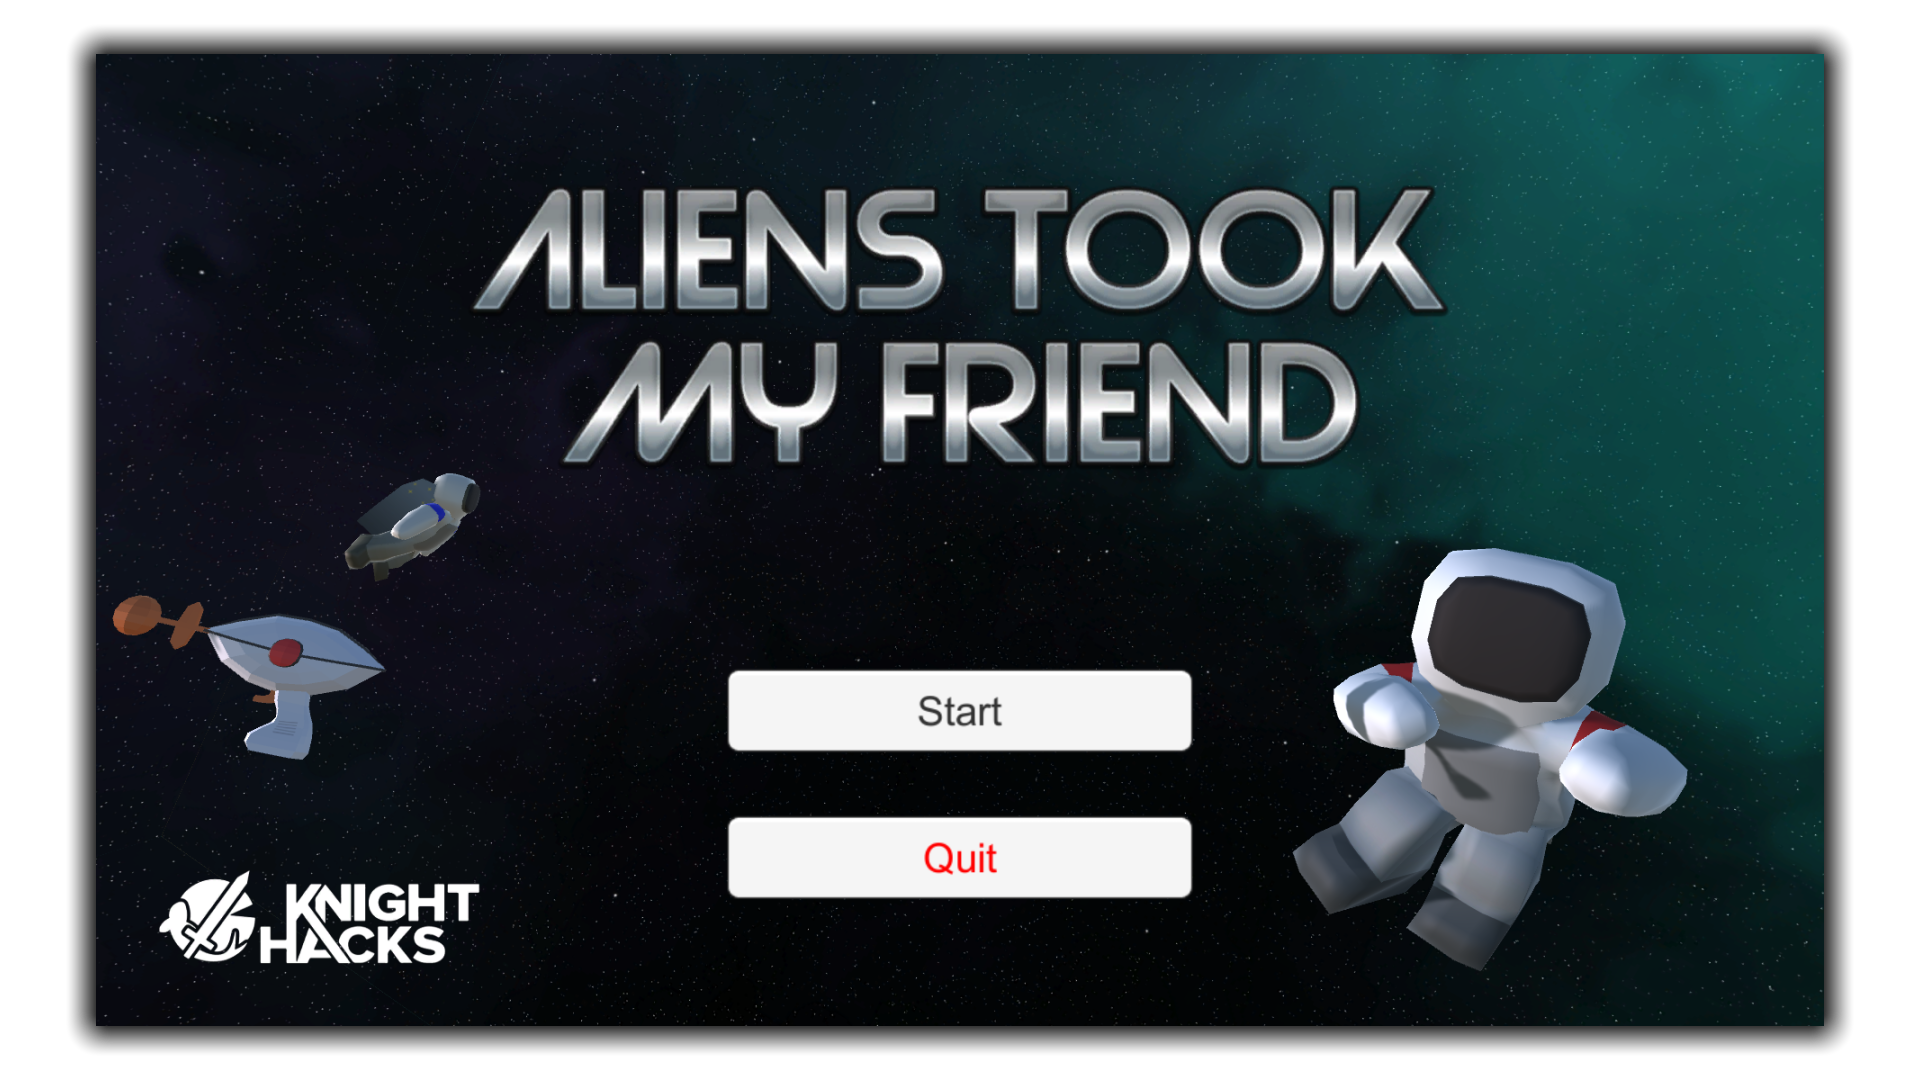 ALIENS TOOK
MY FRIEND
Start
Quit
KNIGHT
HACKS